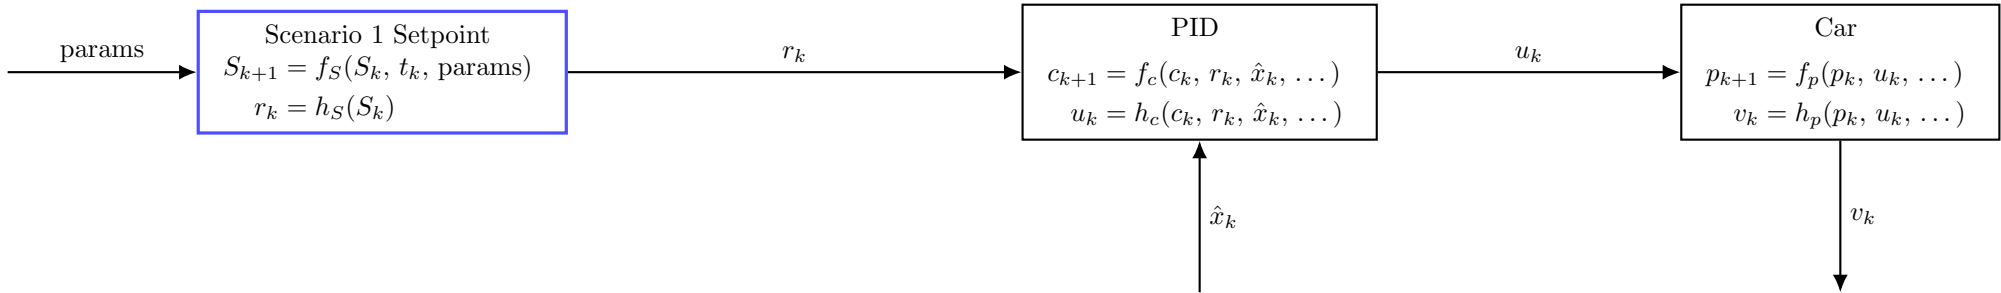 params
Scenario 1 Setpoint
S_{k+1} = f_S(S_k, t_k, params)
r_k = h_S(S_k)
r_k
PID
c_{k+1} = f_c(c_k, r_k, x̂_k, …)
u_k = h_c(c_k, r_k, x̂_k, …)
u_k
Car
p_{k+1} = f_p(p_k, u_k, …)
v_k = h_p(p_k, u_k, …)
x̂_k
v_k